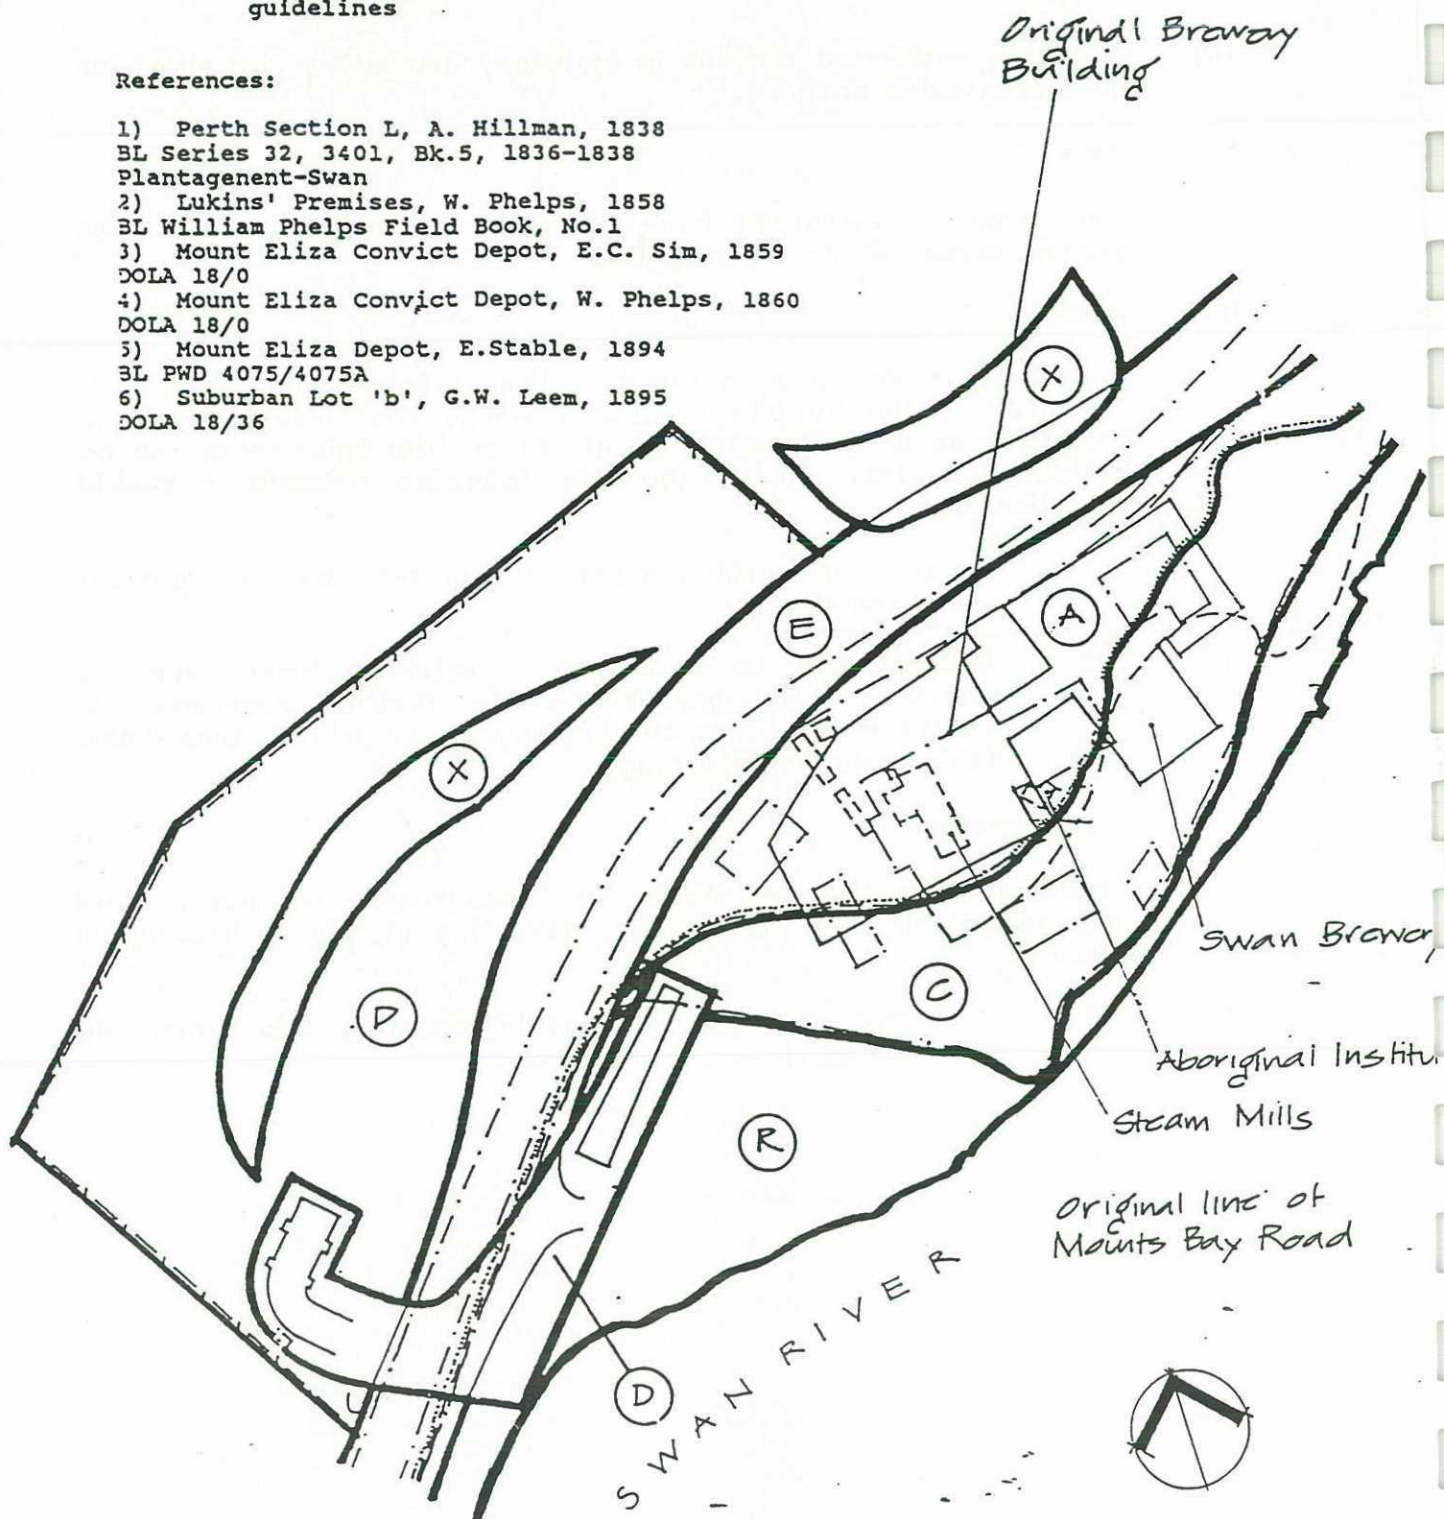 guidelines
References:
1) Perth Section L, A. Hillman, 1838
BL Series 32, 3401, Bk.5, 1836-1838
Plantagenent-Swan
2) Lukins' Premises, W. Phelps, 1858
BL William Phelps Field Book, No.1
3) Mount Eliza Convict Depot, E.C. Sim, 1859
DOLA 18/0
4) Mount Eliza Convict Depot, W. Phelps, 1860
DOLA 18/0
5) Mount Eliza Depot, E.Stable, 1894
BL PWD 4075/4075A
6) Suburban Lot 'b', G.W. Leem, 1895
DOLA 18/36
Original Breway
Building
X
E
A
X
Swan Brewer
D
C
Aboriginal Institu
Steam Mills
R
Original line of
Mounts Bay Road
D
SWAN RIVER